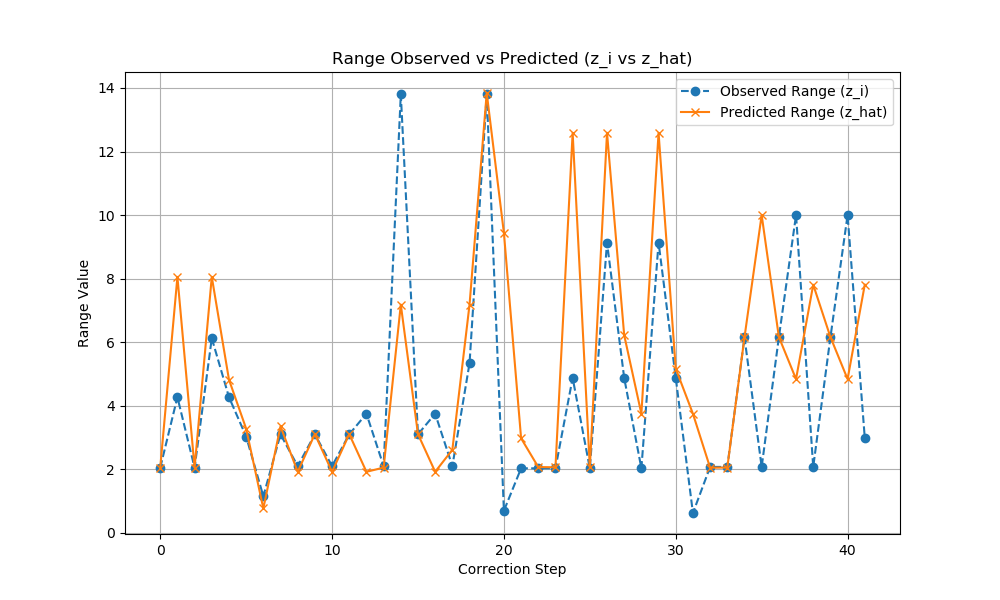 Range Observed vs Predicted (z_i vs z_hat)
Observed Range (z_i)
Predicted Range (z_hat)
Range Value
14
12
10
8
6
4
2
0
0 10 20 30 40
Correction Step